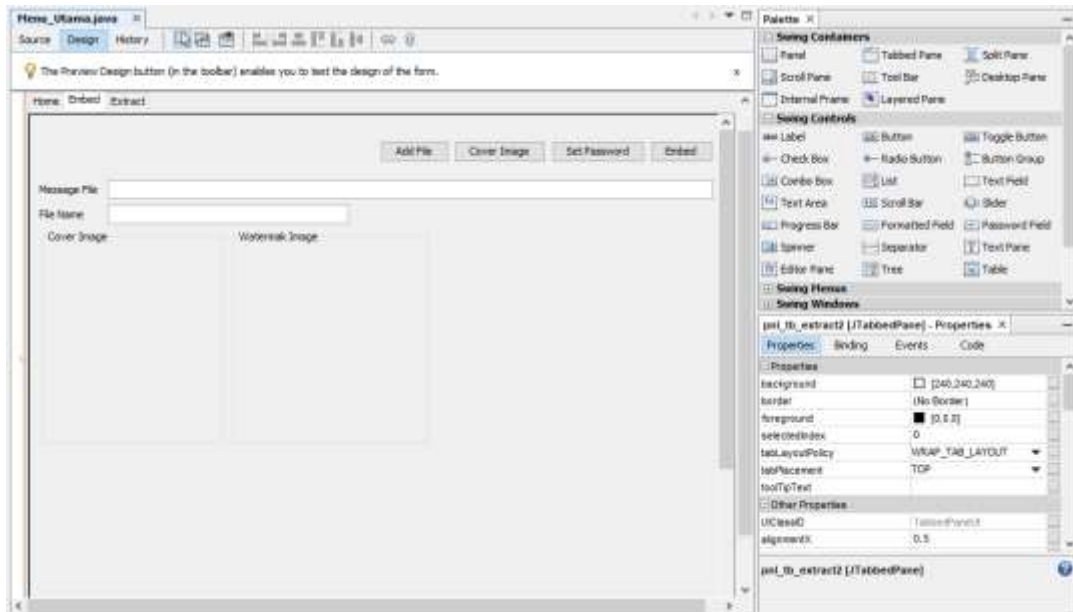 Menu_Utama.java
Source Design History
The Preview Design button (in the toolbar) enables you to test the design of the form.
Home Embed Extract
Add File Cover Image Set Password Embed
Message File
File Name
Cover Image Watermak Image
Palette
Swing Containers
Panel Tabbed Pane Split Pane
Scroll Pane Tool Bar Desktop Pane
Internal Frame Layered Pane
Swing Controls
Label Button Toggle Button
Check Box Radio Button Button Group
Combo Box List Text Field
Text Area Scroll Bar Slider
Progress Bar Formatted Field Password Field
Spinner Separator Text Pane
Editor Pane Tree Table
Swing Menus
Swing Windows
pnl_tb_extract2 [JTabbedPane] - Properties
Properties Binding Events Code
Properties
background [240,240,240]
border (No Border)
foreground [0,0,0]
selectedIndex 0
tabLayoutPolicy WRAP_TAB_LAYOUT
tabPlacement TOP
toolTipText
Other Properties
UIClassID TabbedPaneUI
alignmentX 0.5
pnl_tb_extract2 [JTabbedPane]